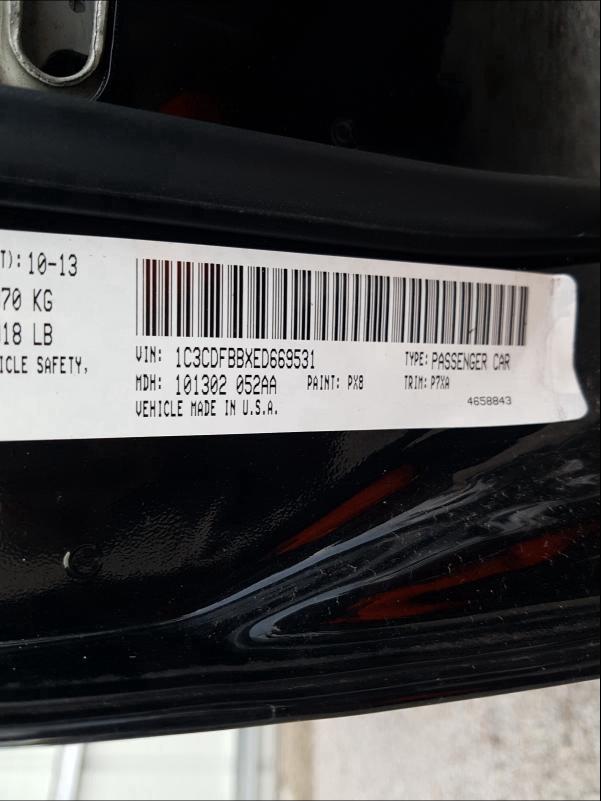 T): 10-13
70 KG
18 LB
ICLE SAFETY,
VIN: 1C3CDFBBXED669531 TYPE: PASSENGER CAR
MDH: 101302 052AA PAINT: PX8 TRIM: P7XA
VEHICLE MADE IN U.S.A. 4658843